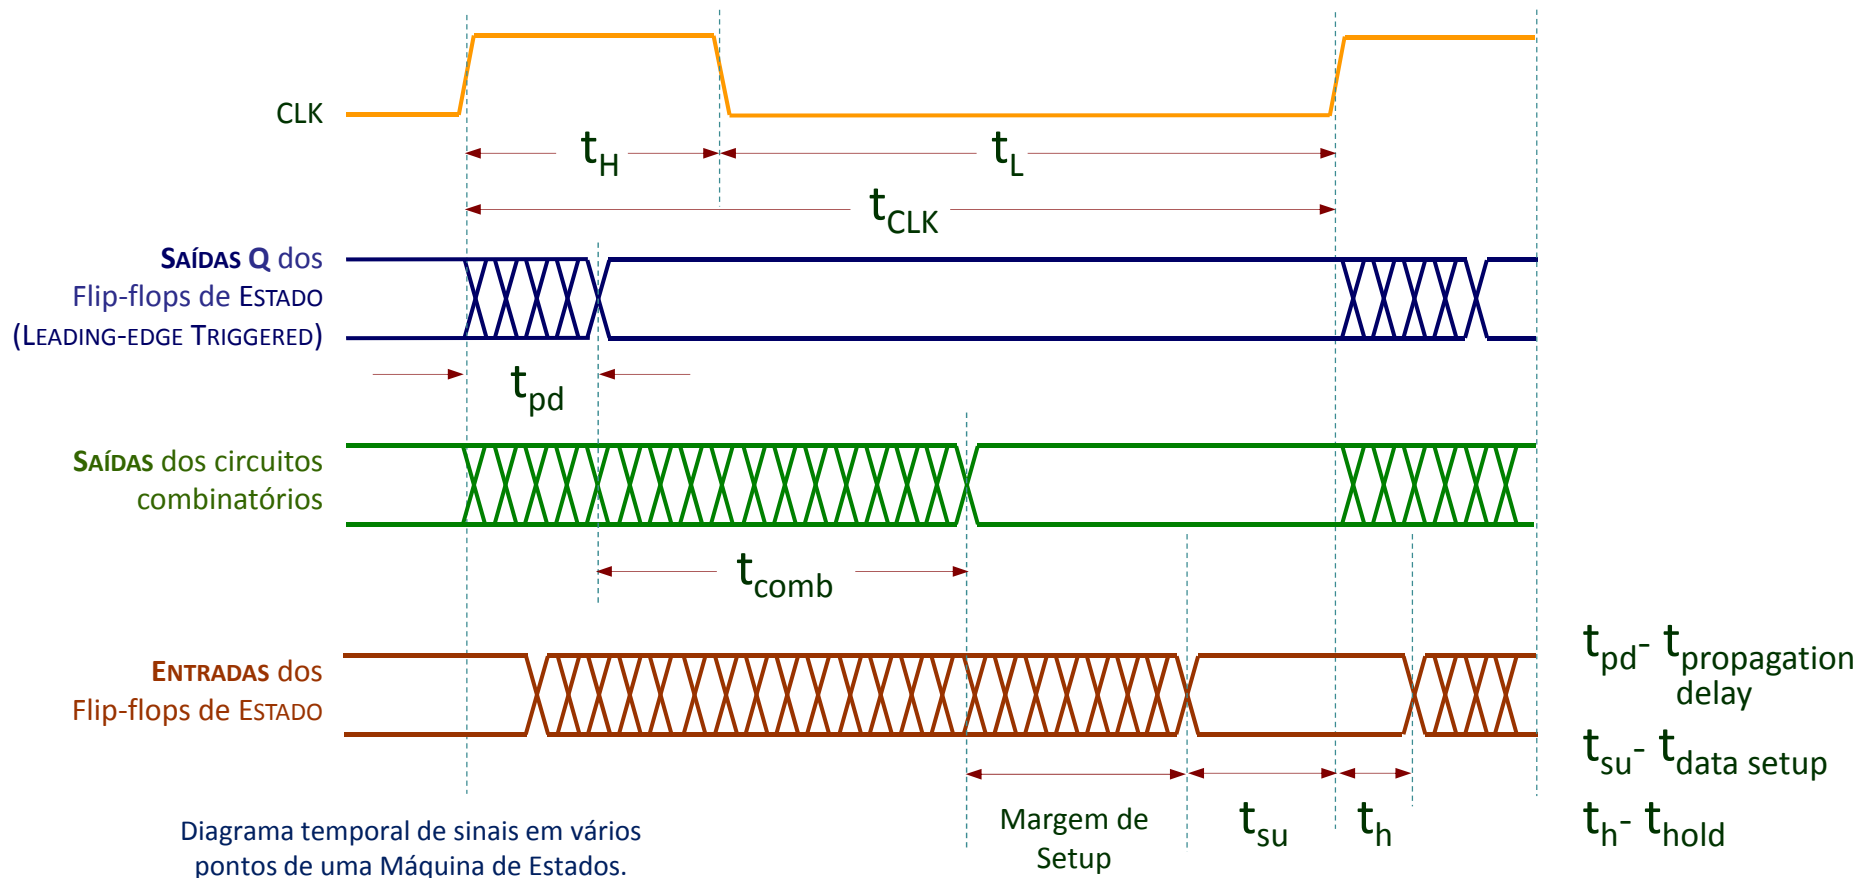 CLK
tH
tL
tCLK
SAÍDAS Q dos
Flip-flops de ESTADO
(LEADING-EDGE TRIGGERED)
tpd
SAÍDAS dos circuitos
combinatórios
tcomb
ENTRADAS dos
Flip-flops de ESTADO
tpd- tpropagation
delay
tsu- tdata setup
th- thold
Margem de
Setup
tsu
th
Diagrama temporal de sinais em vários
pontos de uma Máquina de Estados.